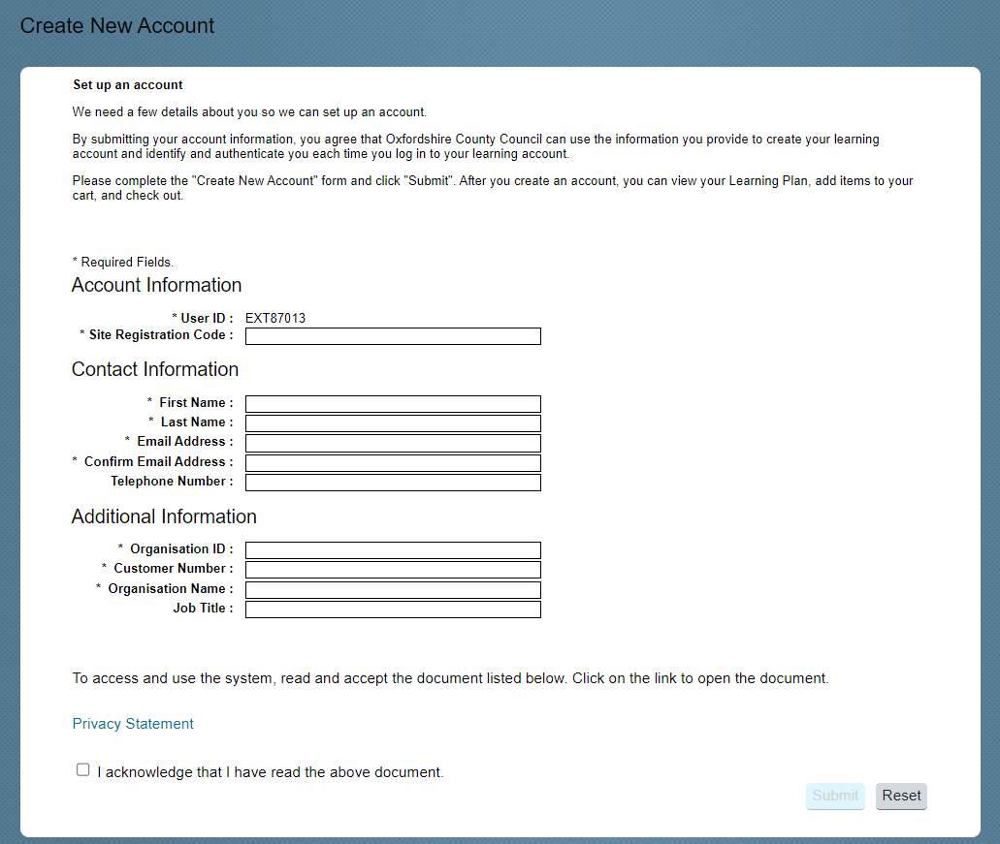 Create New Account
Set up an account
We need a few details about you so we can set up an account.
By submitting your account information, you agree that Oxfordshire County Council can use the information you provide to create your learning
account and identify and authenticate you each time you log in to your learning account.
Please complete the "Create New Account" form and click "Submit". After you create an account, you can view your Learning Plan, add items to your
cart, and check out.
* Required Fields.
Account Information
* User ID : EXT87013
* Site Registration Code :
Contact Information
* First Name :
* Last Name :
* Email Address :
* Confirm Email Address :
Telephone Number :
Additional Information
* Organisation ID :
* Customer Number :
* Organisation Name :
Job Title :
To access and use the system, read and accept the document listed below. Click on the link to open the document.
Privacy Statement
I acknowledge that I have read the above document.
Submit Reset